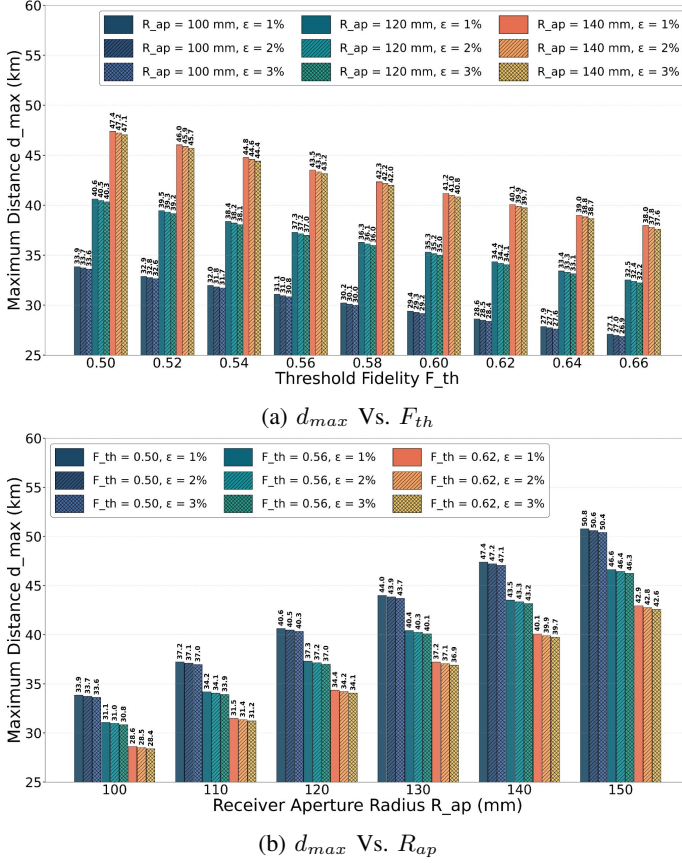 60
55
50
45
40
35
30
25
Maximum Distance d_max (km)
R_ap = 100 mm, ε = 1% R_ap = 120 mm, ε = 1% R_ap = 140 mm, ε = 1%
R_ap = 100 mm, ε = 2% R_ap = 120 mm, ε = 2% R_ap = 140 mm, ε = 2%
R_ap = 100 mm, ε = 3% R_ap = 120 mm, ε = 3% R_ap = 140 mm, ε = 3%
33.9 33.7 33.6 40.6 40.5 40.3 47.4 47.2 47.1
32.9 32.8 32.6 39.5 39.3 39.2 46.0 45.9 45.7
32.0 31.8 31.7 38.4 38.2 38.1 44.8 44.6 44.4
31.1 31.0 30.8 37.3 37.2 37.0 43.5 43.3 43.2
30.2 30.1 30.0 36.3 36.1 36.0 42.3 42.2 42.0
29.4 29.3 29.2 35.3 35.2 35.0 41.2 41.0 40.8
28.6 28.5 28.4 34.4 34.2 34.1 40.1 39.9 39.7
27.9 27.7 27.6 33.4 33.3 33.1 39.0 38.8 38.7
27.1 27.0 26.9 32.5 32.4 32.2 38.0 37.8 37.6
0.50 0.52 0.54 0.56 0.58 0.60 0.62 0.64 0.66
Threshold Fidelity F_th
(a) d_max Vs. F_th
60
55
50
45
40
35
30
25
Maximum Distance d_max (km)
F_th = 0.50, ε = 1% F_th = 0.56, ε = 1% F_th = 0.62, ε = 1%
F_th = 0.50, ε = 2% F_th = 0.56, ε = 2% F_th = 0.62, ε = 2%
F_th = 0.50, ε = 3% F_th = 0.56, ε = 3% F_th = 0.62, ε = 3%
33.9 33.7 33.6 31.1 31.0 30.8 28.6 28.5 28.4
37.2 37.1 37.0 34.2 34.1 33.9 31.5 31.4 31.2
40.6 40.5 40.3 37.3 37.2 37.0 34.4 34.2 34.1
44.0 43.9 43.7 40.4 40.3 40.1 37.2 37.1 36.9
47.4 47.2 47.1 43.5 43.3 43.2 40.1 39.9 39.7
50.8 50.6 50.4 46.6 46.4 46.3 42.9 42.8 42.6
100 110 120 130 140 150
Receiver Aperture Radius R_ap (mm)
(b) d_max Vs. R_ap